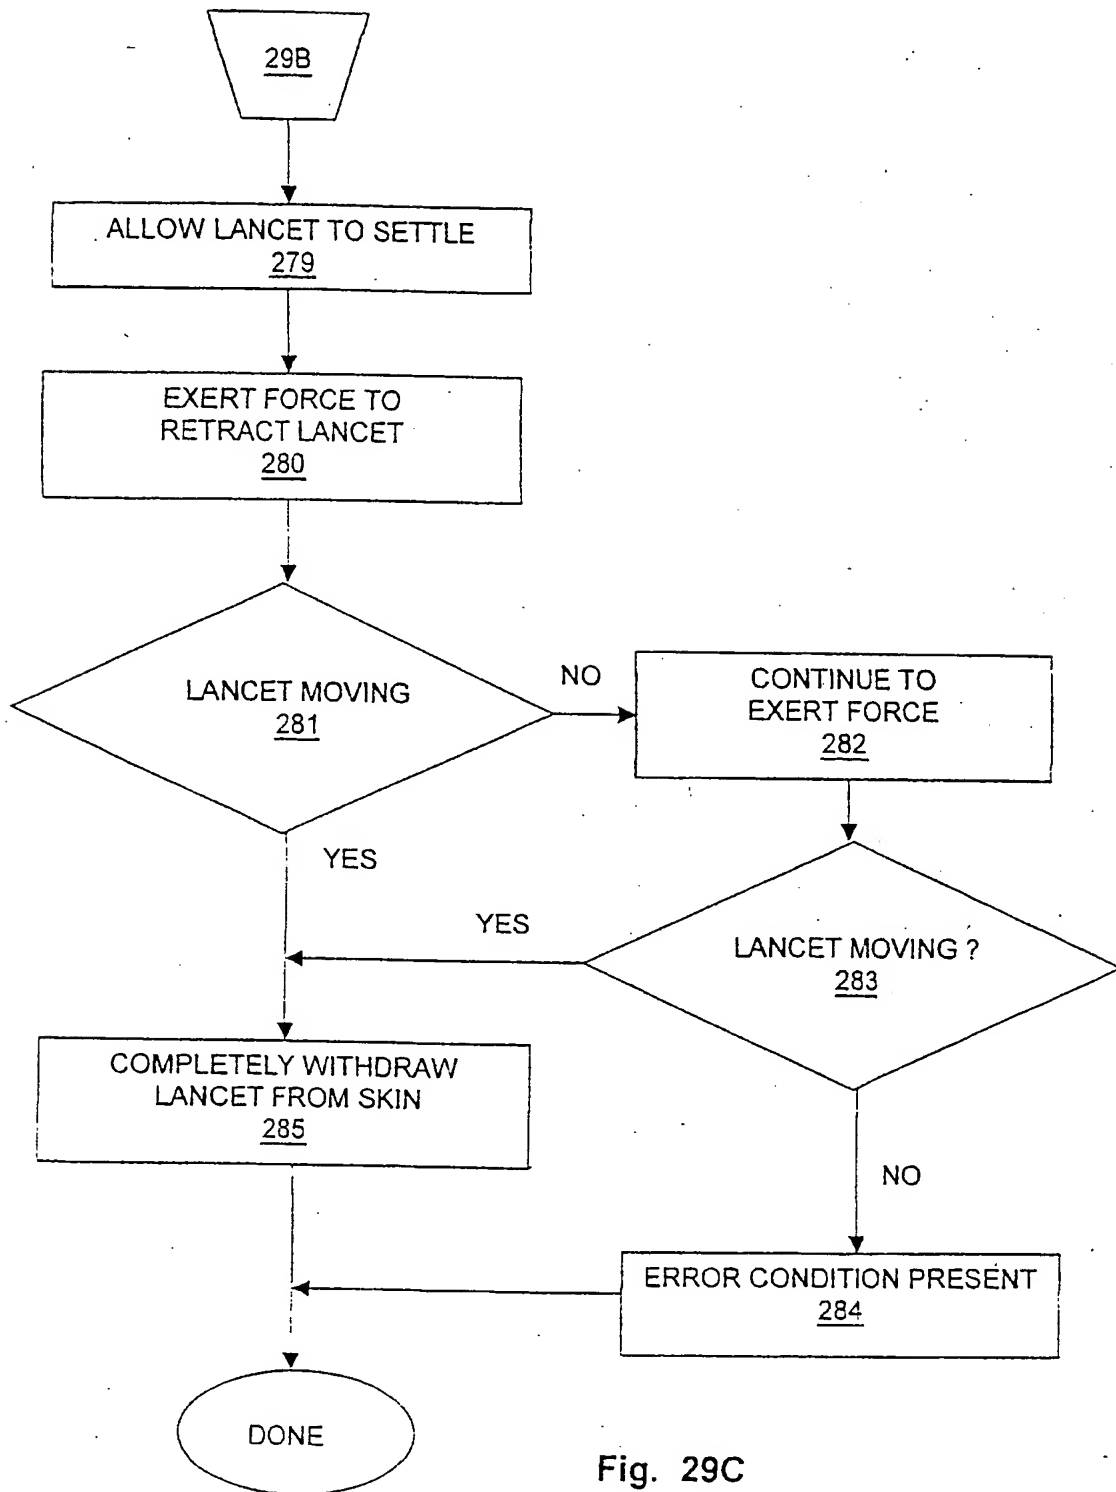 29B
ALLOW LANCET TO SETTLE
279
EXERT FORCE TO
RETRACT LANCET
280
LANCET MOVING
281
NO
CONTINUE TO
EXERT FORCE
282
YES
YES
LANCET MOVING ?
283
COMPLETELY WITHDRAW
LANCET FROM SKIN
285
NO
ERROR CONDITION PRESENT
284
DONE
Fig. 29C